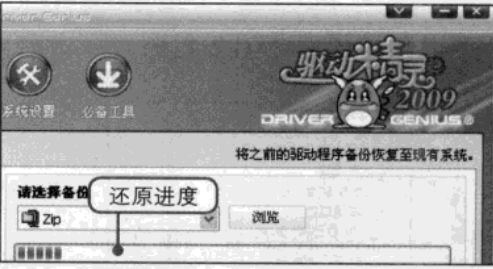 Driver Genius
驱动精灵
2009
DRIVER GENIUS®
系统设置 必备工具
将之前的驱动程序备份恢复至现有系统。
请选择备份
还原进度
Zip 浏览